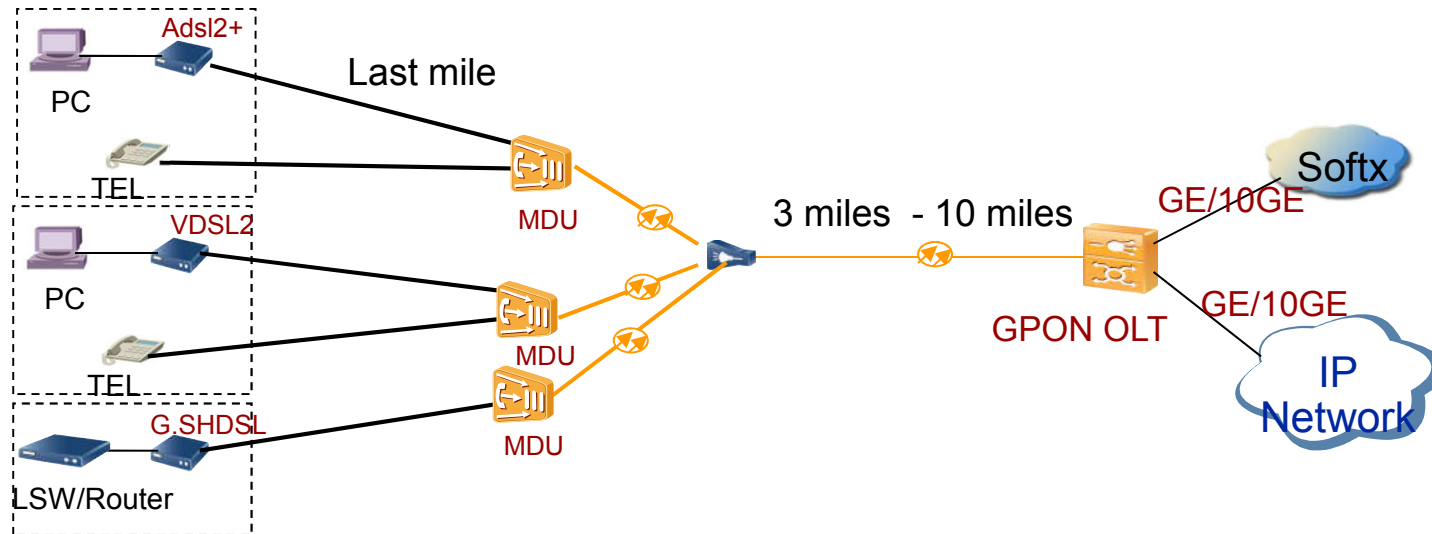 Adsl2+
PC
TEL
Last mile
MDU
VDSL2
PC
TEL
MDU
G.SHDSL
LSW/Router
MDU
3 miles - 10 miles
GPON OLT
GE/10GE
Softx
GE/10GE
IP
Network